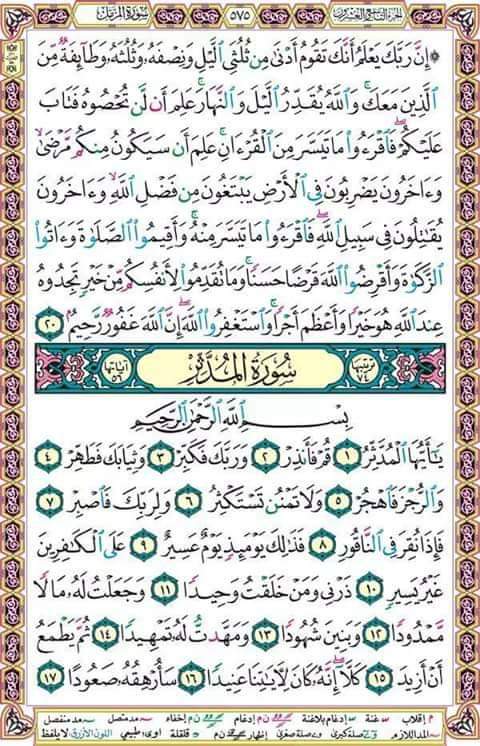 الجزء التاسع والعشرون ٥٧٥ سورة المزمل
۞ إِنَّ رَبَّكَ يَعْلَمُ أَنَّكَ تَقُومُ أَدْنَىٰ مِن ثُلُثَيِ ٱلَّيْلِ وَنِصْفَهُۥ وَثُلُثَهُۥ وَطَآئِفَةٌ مِّنَ
ٱلَّذِينَ مَعَكَۚ وَٱللَّهُ يُقَدِّرُ ٱلَّيْلَ وَٱلنَّهَارَۚ عَلِمَ أَن لَّن تُحْصُوهُ فَتَابَ
عَلَيْكُمْۖ فَٱقْرَءُوا۟ مَا تَيَسَّرَ مِنَ ٱلْقُرْءَانِۚ عَلِمَ أَن سَيَكُونُ مِنكُم مَّرْضَىٰۙ
وَءَاخَرُونَ يَضْرِبُونَ فِى ٱلْأَرْضِ يَبْتَغُونَ مِن فَضْلِ ٱللَّهِۙ وَءَاخَرُونَ
يُقَٰتِلُونَ فِى سَبِيلِ ٱللَّهِۖ فَٱقْرَءُوا۟ مَا تَيَسَّرَ مِنْهُۚ وَأَقِيمُوا۟ ٱلصَّلَوٰةَ وَءَاتُوا۟
ٱلزَّكَوٰةَ وَأَقْرِضُوا۟ ٱللَّهَ قَرْضًا حَسَنًاۚ وَمَا تُقَدِّمُوا۟ لِأَنفُسِكُم مِّنْ خَيْرٍ تَجِدُوهُ
عِندَ ٱللَّهِ هُوَ خَيْرًا وَأَعْظَمَ أَجْرًاۚ وَٱسْتَغْفِرُوا۟ ٱللَّهَۖ إِنَّ ٱللَّهَ غَفُورٌ رَّحِيمٌ ٢٠
ترتيبها ٧٤ سُورَةُ المُدَّثِّرِ آياتها ٥٦
بِسْمِ ٱللَّهِ ٱلرَّحْمَٰنِ ٱلرَّحِيمِ
يَٰٓأَيُّهَا ٱلْمُدَّثِّرُ ١ قُمْ فَأَنذِرْ ٢ وَرَبَّكَ فَكَبِّرْ ٣ وَثِيَابَكَ فَطَهِّرْ ٤
وَٱلرُّجْزَ فَٱهْجُرْ ٥ وَلَا تَمْنُن تَسْتَكْثِرُ ٦ وَلِرَبِّكَ فَٱصْبِرْ ٧
فَإِذَا نُقِرَ فِى ٱلنَّاقُورِ ٨ فَذَٰلِكَ يَوْمَئِذٍ يَوْمٌ عَسِيرٌ ٩ عَلَى ٱلْكَٰفِرِينَ
غَيْرُ يَسِيرٍ ١٠ ذَرْنِى وَمَنْ خَلَقْتُ وَحِيدًا ١١ وَجَعَلْتُ لَهُۥ مَالًا
مَّمْدُودًا ١٢ وَبَنِينَ شُهُودًا ١٣ وَمَهَّدتُّ لَهُۥ تَمْهِيدًا ١٤ ثُمَّ يَطْمَعُ
أَنْ أَزِيدَ ١٥ كَلَّآۖ إِنَّهُۥ كَانَ لِءَايَٰتِنَا عَنِيدًا ١٦ سَأُرْهِقُهُۥ صَعُودًا ١٧
م إقلاب غنة إدغام بلاغنة ن م إدغام ن م إخفاء مد متصل مد منفصل
المد اللازم صلة كبرى صلة صغرى إظهار ن م قلقلة اوى: طبيعي اللون الأزرق لا يلفظ